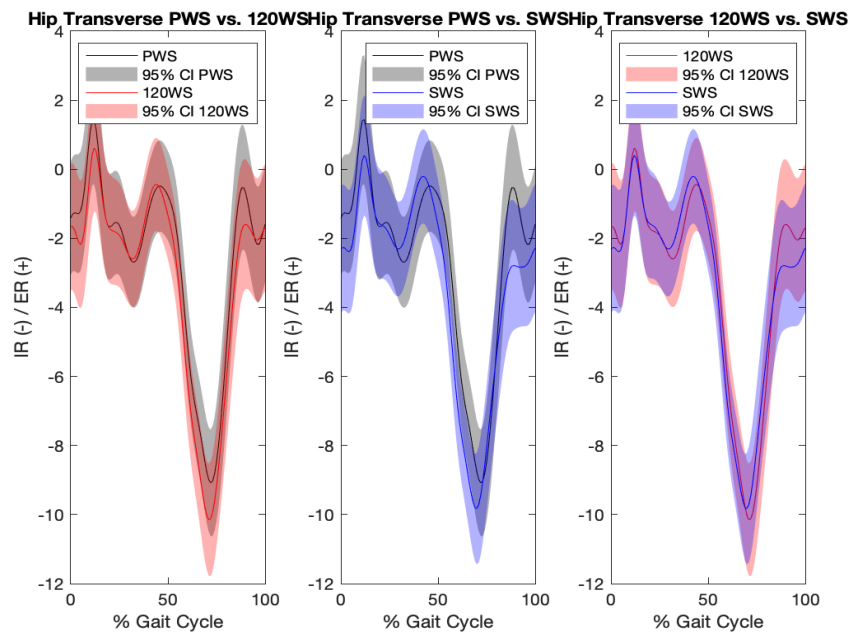 Hip Transverse PWS vs. 120WS
PWS
95% CI PWS
120WS
95% CI 120WS
4
2
0
-2
-4
-6
-8
-10
-12
IR (-) / ER (+)
0
50
100
% Gait Cycle
Hip Transverse PWS vs. SWS
PWS
95% CI PWS
SWS
95% CI SWS
4
2
0
-2
-4
-6
-8
-10
-12
IR (-) / ER (+)
0
50
100
% Gait Cycle
Hip Transverse 120WS vs. SWS
120WS
95% CI 120WS
SWS
95% CI SWS
4
2
0
-2
-4
-6
-8
-10
-12
IR (-) / ER (+)
0
50
100
% Gait Cycle